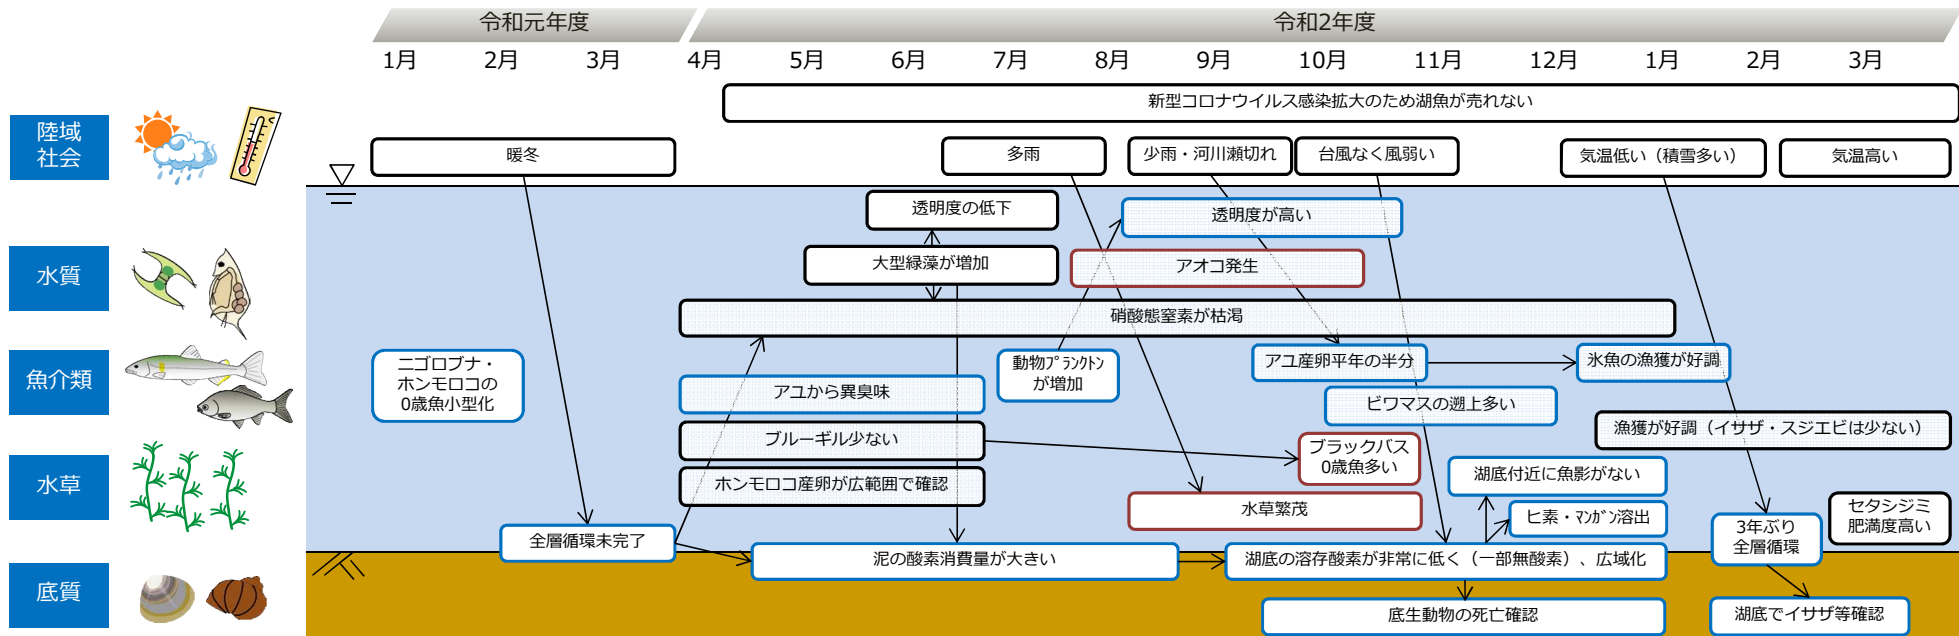 令和元年度
令和2年度
1月
2月
3月
4月
5月
6月
7月
8月
9月
10月
11月
12月
1月
2月
3月
新型コロナウイルス感染拡大のため湖魚が売れない
陸域
社会
暖冬
多雨
少雨・河川瀬切れ
台風なく風弱い
気温低い（積雪多い）
気温高い
透明度の低下
透明度が高い
水質
大型緑藻が増加
アオコ発生
硝酸態窒素が枯渇
魚介類
ニゴロブナ・
ホンモロコの
0歳魚小型化
動物プランクトン
が増加
アユ産卵平年の半分
氷魚の漁獲が好調
アユから異臭味
ビワマスの遡上多い
ブルーギル少ない
漁獲が好調（イサザ・スジエビは少ない）
ブラックバス
0歳魚多い
水草
ホンモロコ産卵が広範囲で確認
湖底付近に魚影がない
水草繁茂
ヒ素・マンガン溶出
セタシジミ
肥満度高い
全層循環未完了
3年ぶり
全層循環
泥の酸素消費量が大きい
湖底の溶存酸素が非常に低く（一部無酸素）、広域化
底質
底生動物の死亡確認
湖底でイサザ等確認